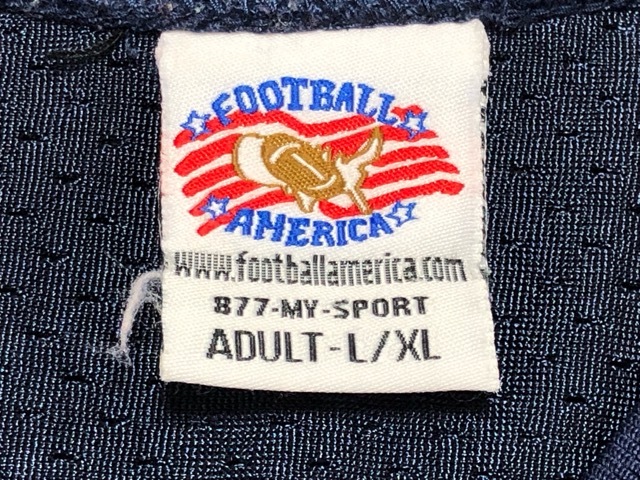 FOOTBALL
AMERICA
www.footballamerica.com
877-MY-SPORT
ADULT-L/XL